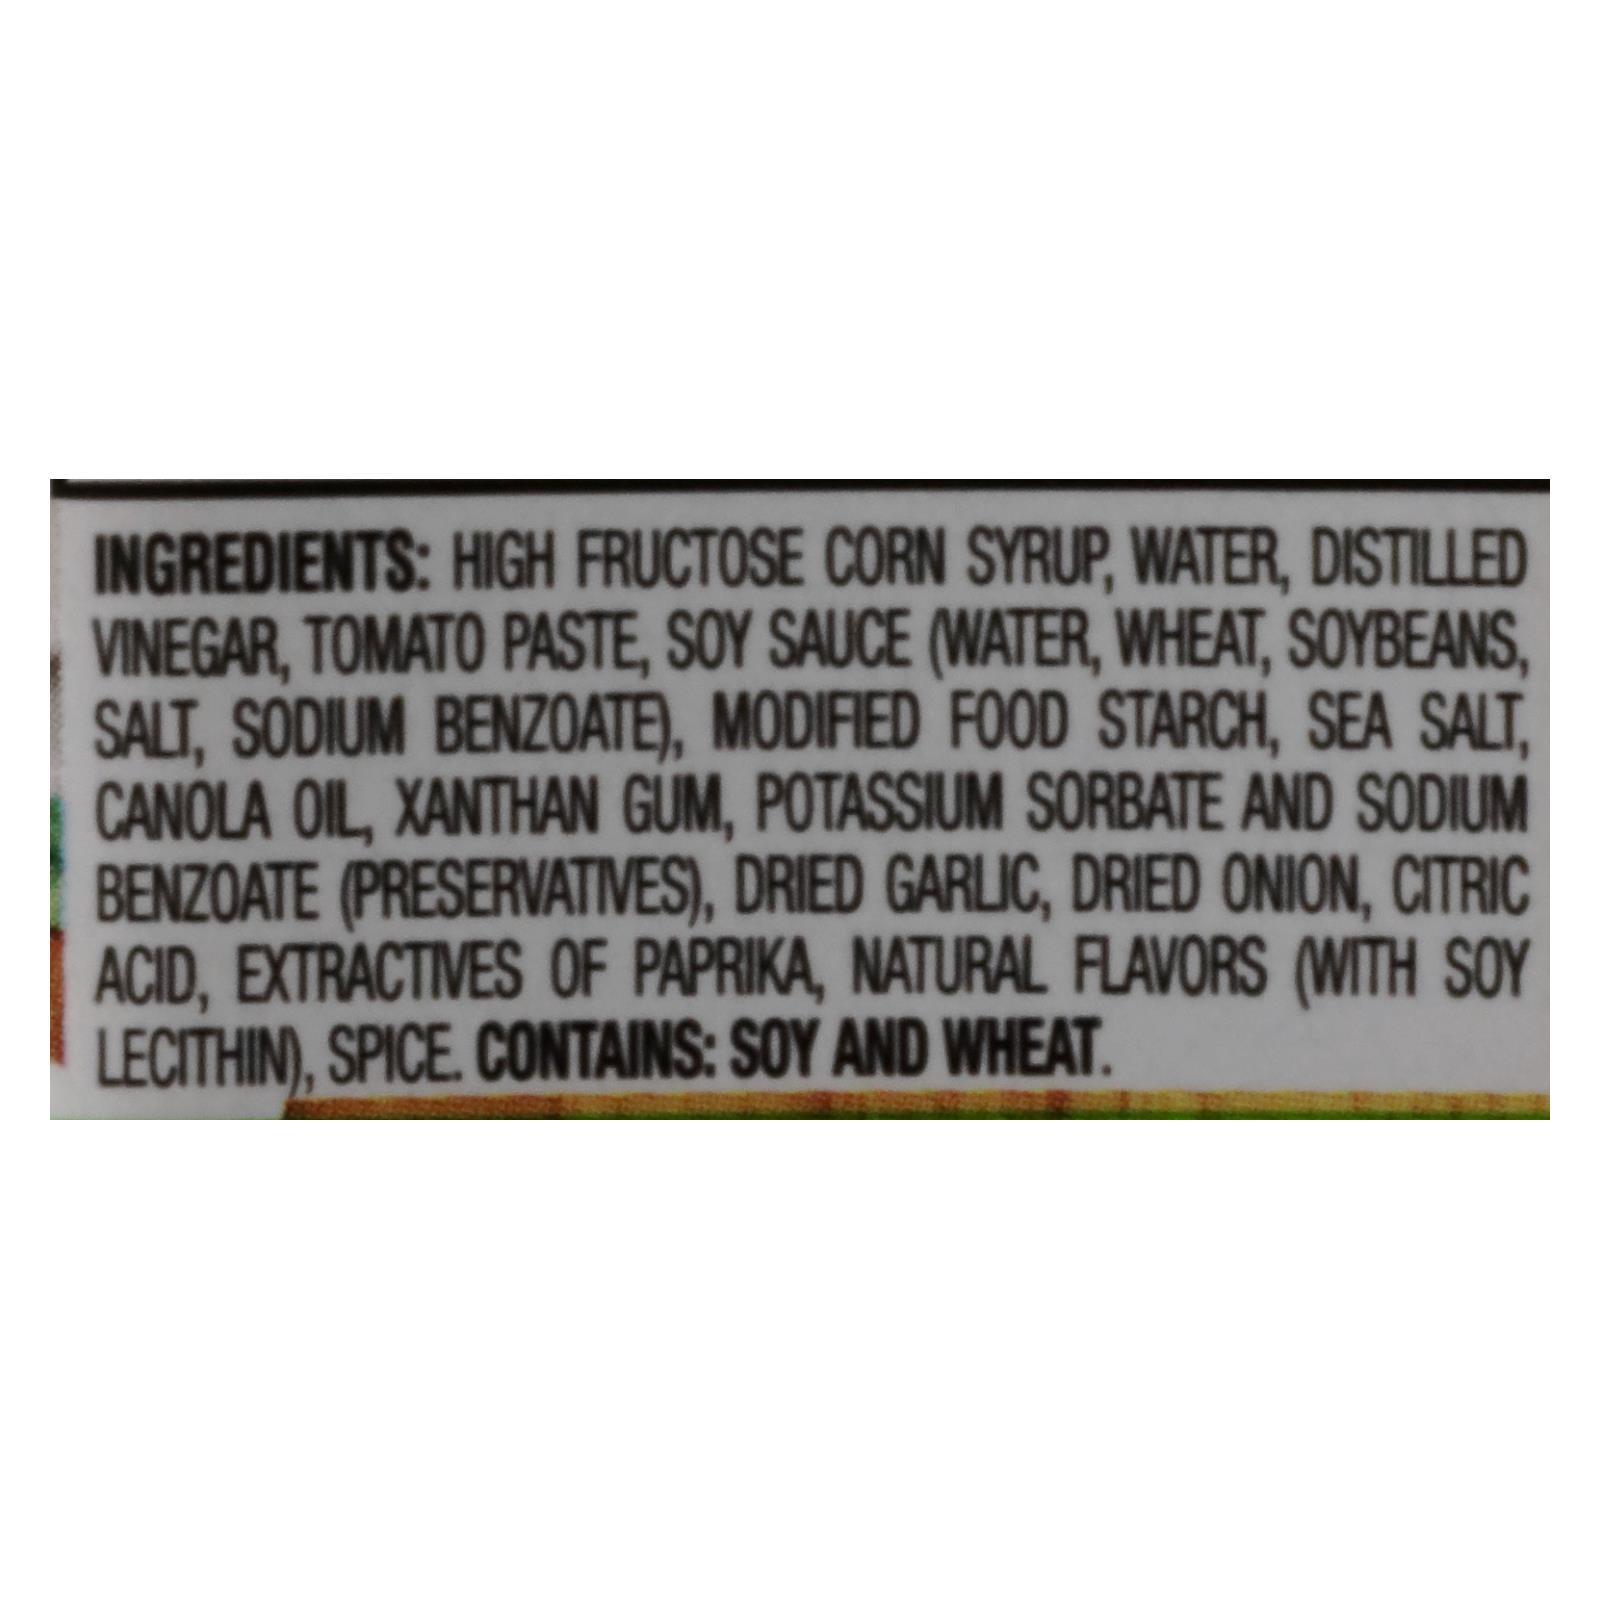 INGREDIENTS: HIGH FRUCTOSE CORN SYRUP, WATER, DISTILLED
VINEGAR, TOMATO PASTE, SOY SAUCE (WATER, WHEAT, SOYBEANS,
SALT, SODIUM BENZOATE), MODIFIED FOOD STARCH, SEA SALT,
CANOLA OIL, XANTHAN GUM, POTASSIUM SORBATE AND SODIUM
BENZOATE (PRESERVATIVES), DRIED GARLIC, DRIED ONION, CITRIC
ACID, EXTRACTIVES OF PAPRIKA, NATURAL FLAVORS (WITH SOY
LECITHIN), SPICE. CONTAINS: SOY AND WHEAT.